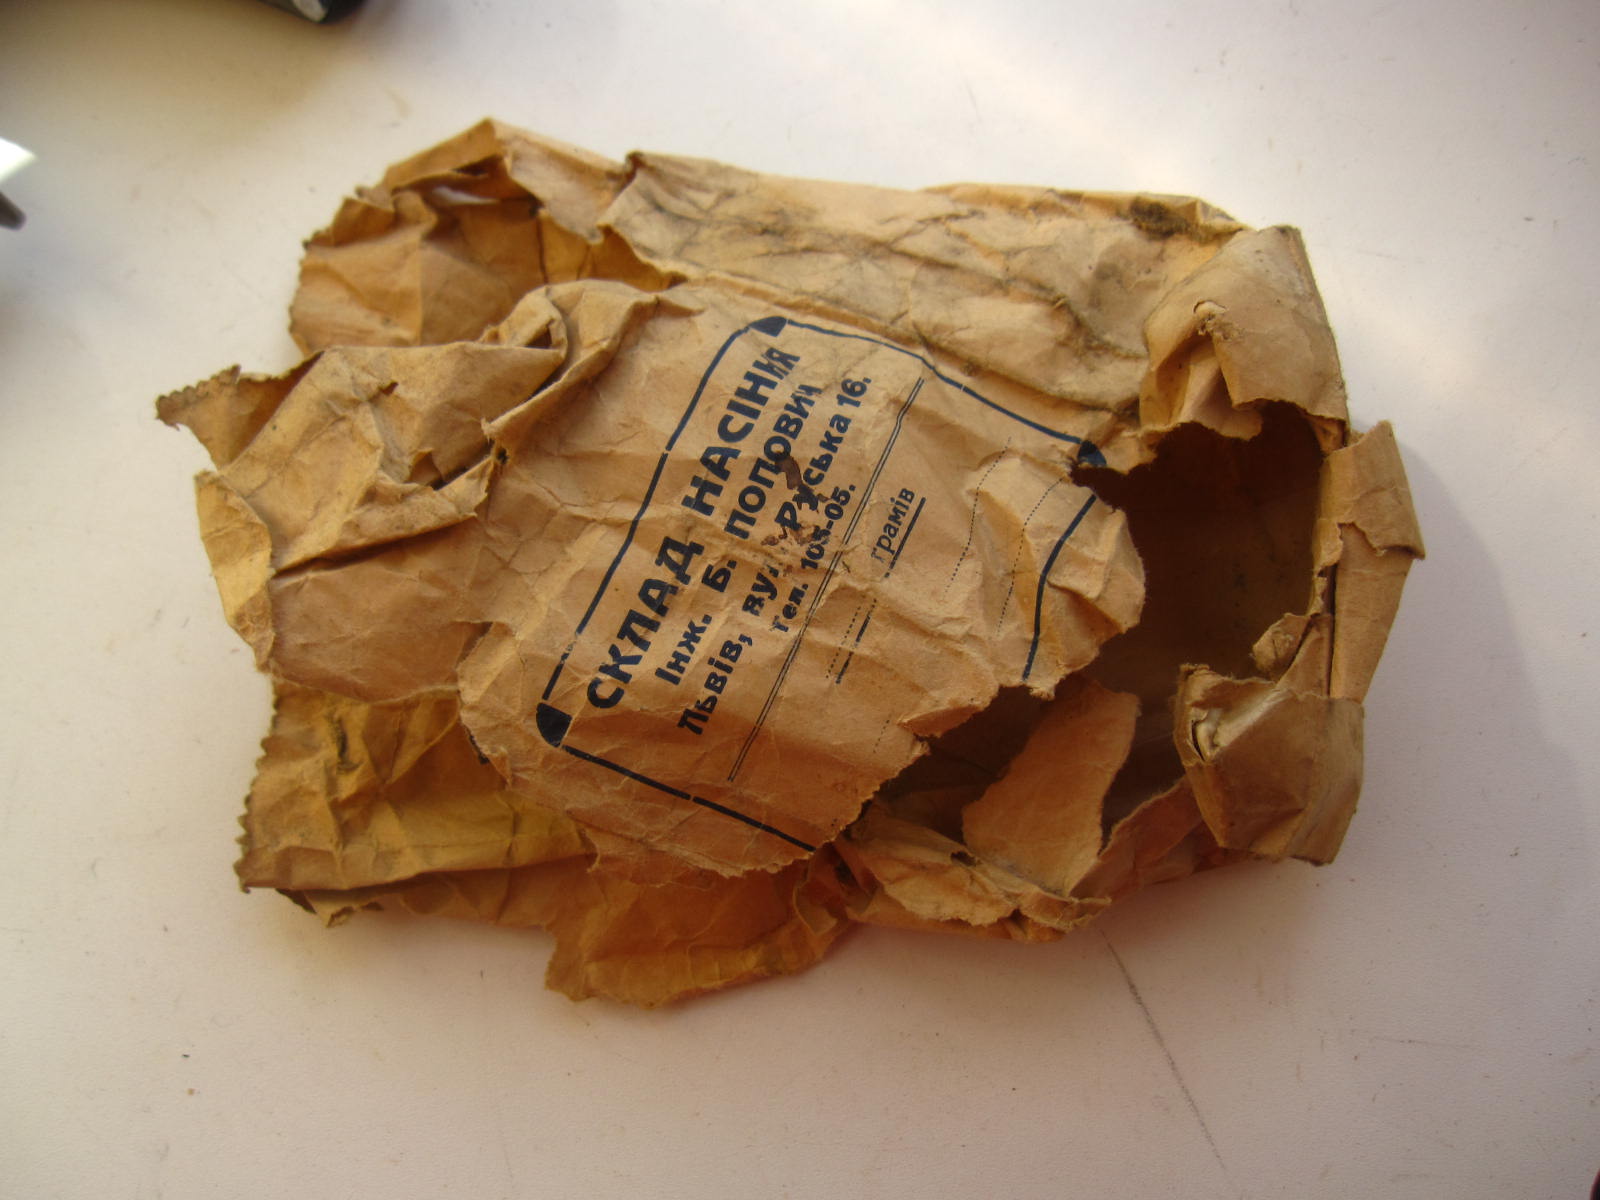 СКЛАД НАСІННЯ
Інж. Б. ПОПОВИЧ
Львів, вул. Руська 16.
Тел. 105-05.
грамів